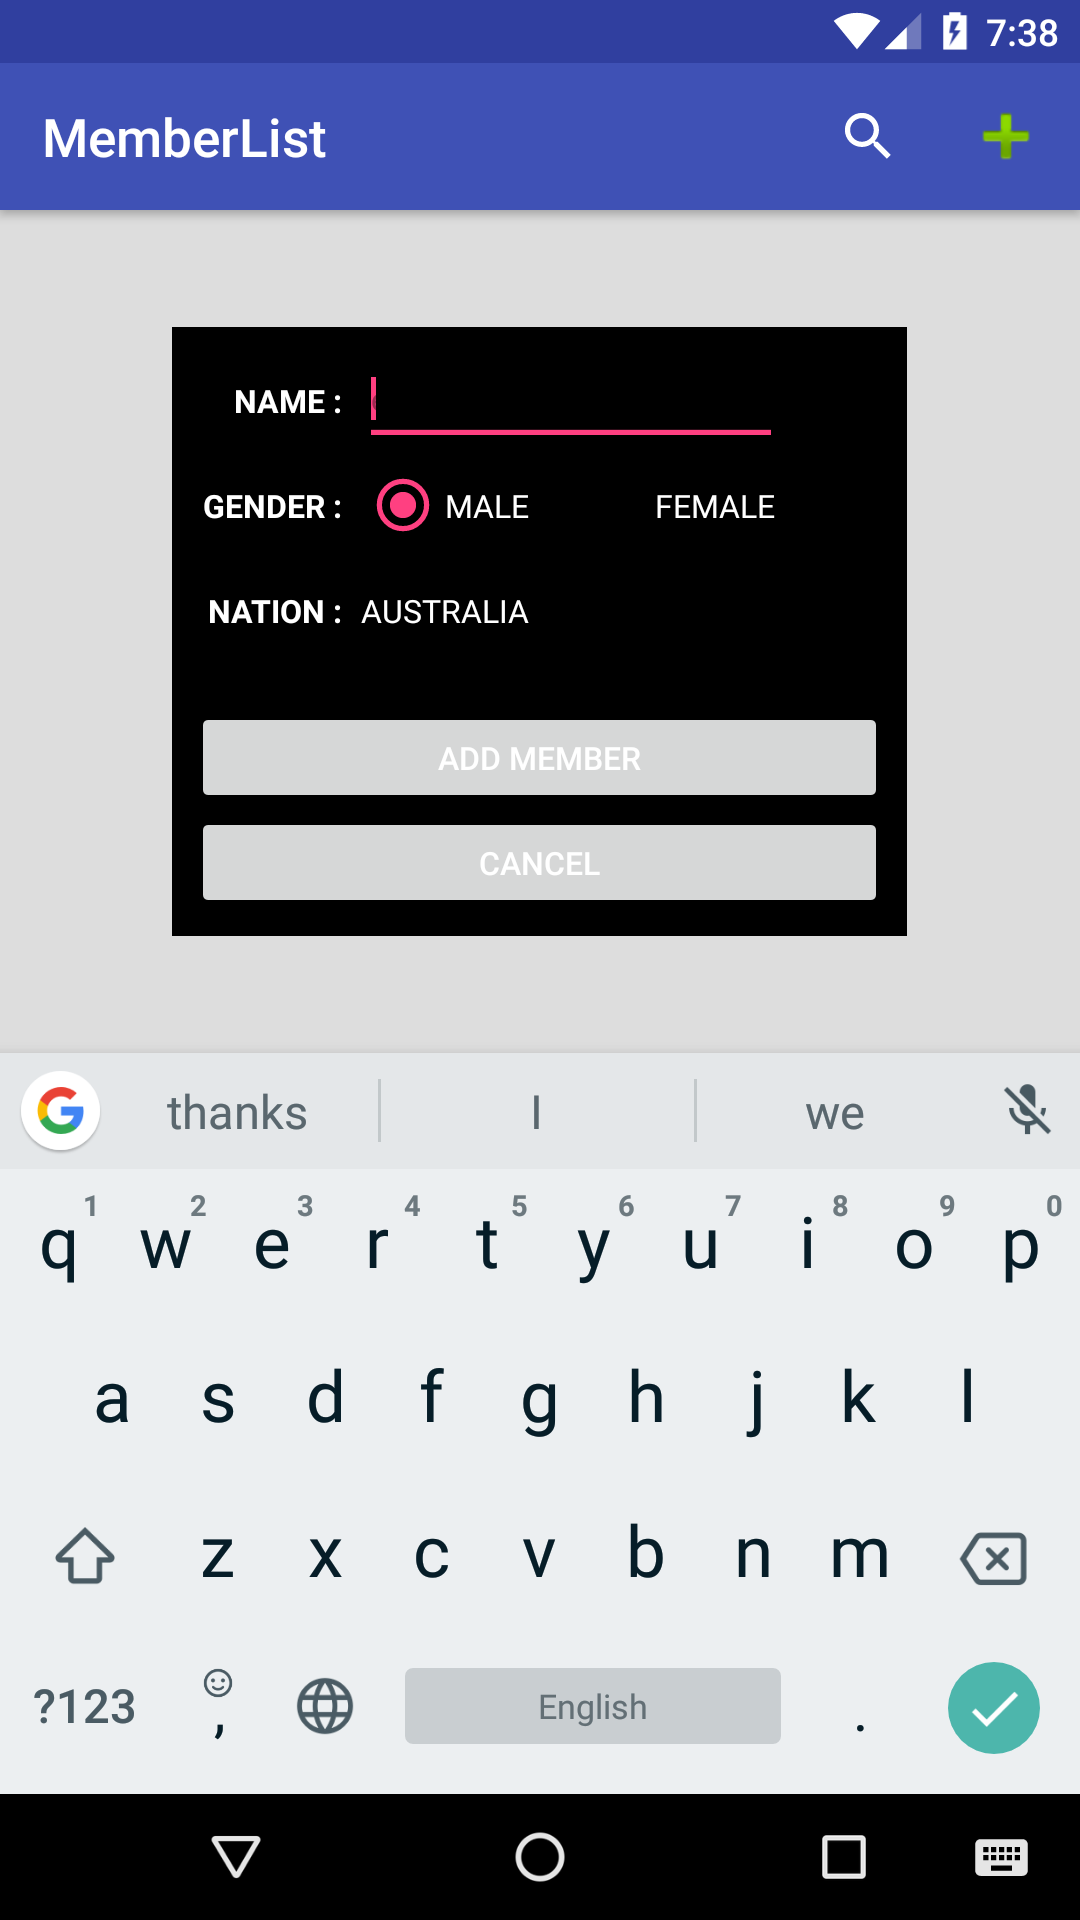 7:38
MemberList
NAME :
GENDER : MALE FEMALE
NATION : AUSTRALIA
ADD MEMBER
CANCEL
thanks I we
1 2 3 4 5 6 7 8 9 0
q w e r t y u i o p
a s d f g h j k l
z x c v b n m
?123 , English .